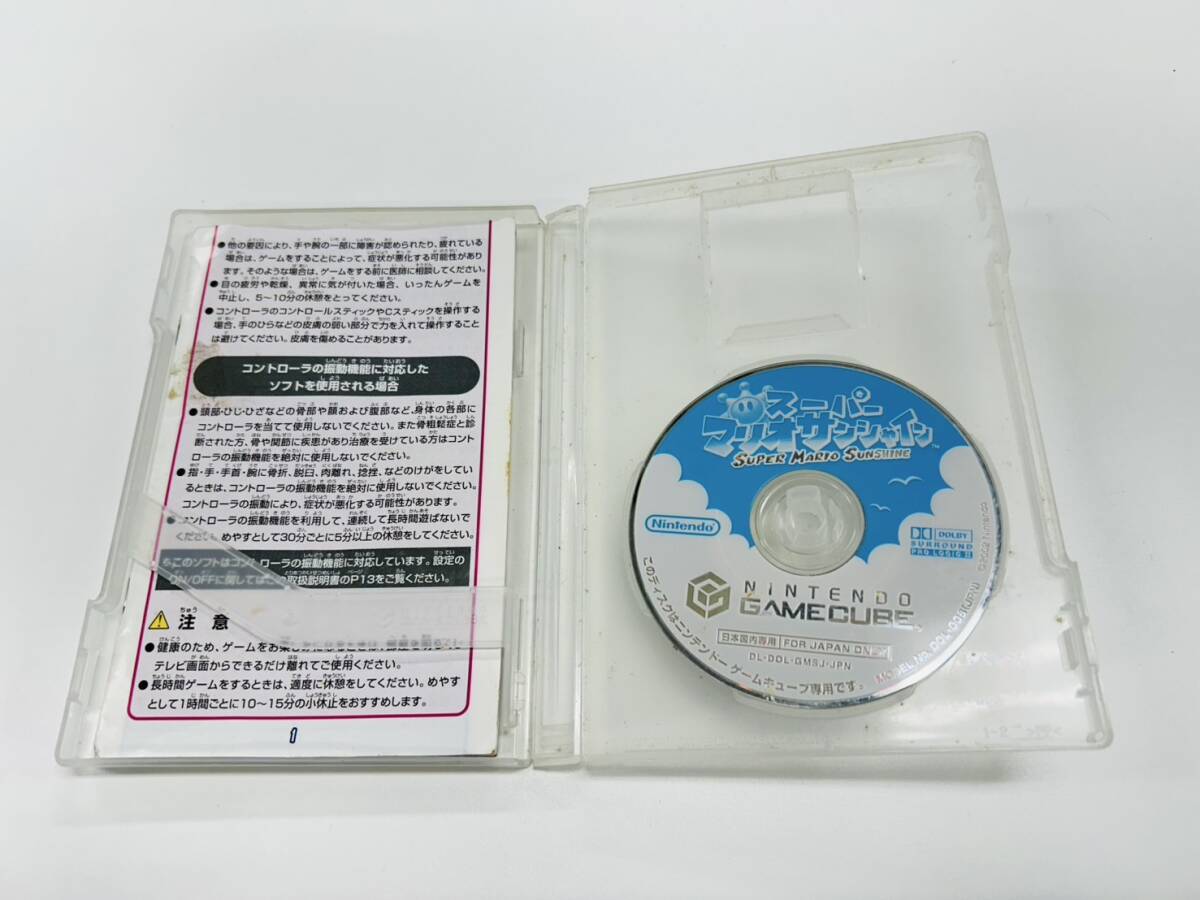 ●他の要因により、手や腕の一部に障害が認められたり、疲れている
場合は、ゲームをすることによって、症状が悪化する可能性があり
ます。そのような場合は、ゲームをする前に医師に相談してください。
●目の疲労や乾燥、異常に気が付いた場合、いったんゲームを
中止し、5~10分の休憩をとってください。
●コントローラのコントロールスティックやCスティックを操作する
場合、手のひらなどの皮膚の弱い部分で力を入れて操作すること
は避けてください。皮膚を傷めることがあります。
コントローラの振動機能に対応した
ソフトを使用される場合
●頭部・ひじ・ひざなどの骨部や顔および腹部など、身体の各部に
コントローラを当てて使用しないでください。また骨粗鬆症と診
断された方、骨や関節に疾患があり治療を受けている方はコント
ローラの振動機能を絶対に使用しないでください。
●指・手・手首・腕に骨折、脱臼、肉離れ、捻挫、などのけがをしてい
るときは、コントローラの振動機能を絶対に使用しないでください。
コントローラの振動により、症状が悪化する可能性があります。
●コントローラの振動機能を利用して、連続して長時間遊ばないで
ください。めやすとして30分ごとに5分以上の休憩をしてください。
このソフトはコントローラの振動機能に対応しています。設定の
ON/OFFに関してはこの取扱説明書のP13をご覧ください。
注意
●健康のため、ゲームをお楽しみになるときは
テレビ画面からできるだけ離れてご使用ください。
●長時間ゲームをするときは、適度に休憩をしてください。めやす
として1時間ごとに10~15分の小休止をおすすめします。
1
スーパー
マリオサンシャイン™
SUPER MARIO SUNSHINE
Nintendo
DOLBY
SURROUND
PRO LOGIC II
©2002 Nintendo
NINTENDO
GAMECUBE™
日本国内専用 FOR JAPAN ONLY
DL-DOL-GMSJ-JPN
このディスクはニンテンドー ゲームキューブ専用です。
MODEL No. DOL-006(JPN)